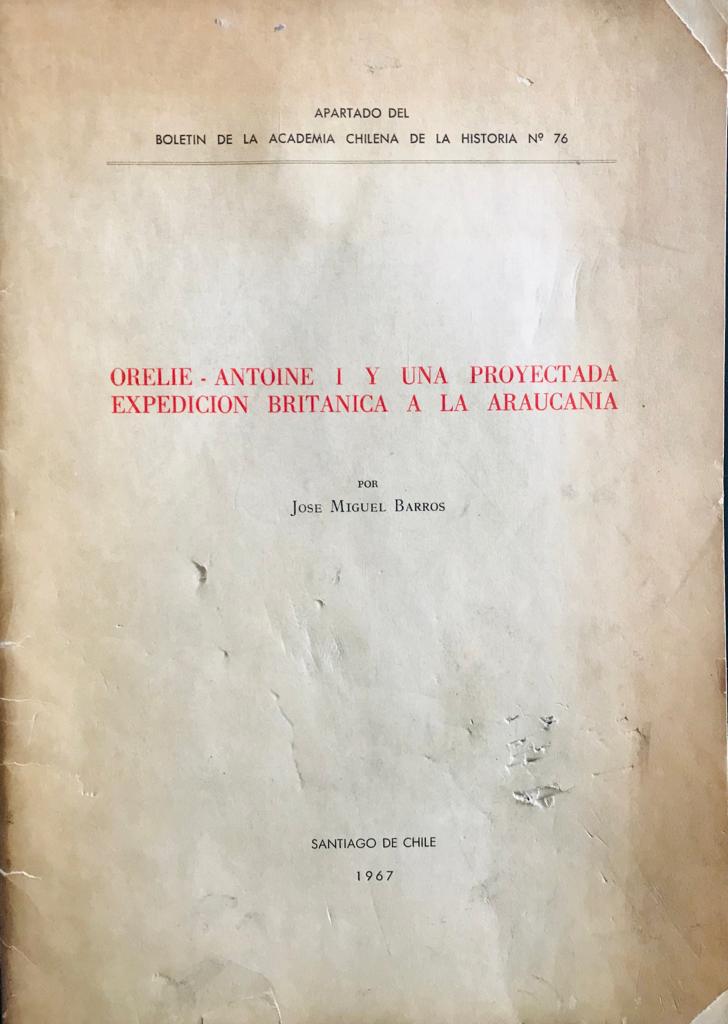 APARTADO DEL
BOLETIN DE LA ACADEMIA CHILENA DE LA HISTORIA Nº 76
ORELIE - ANTOINE I Y UNA PROYECTADA
EXPEDICION BRITANICA A LA ARAUCANIA
POR
JOSE MIGUEL BARROS
SANTIAGO DE CHILE
1967